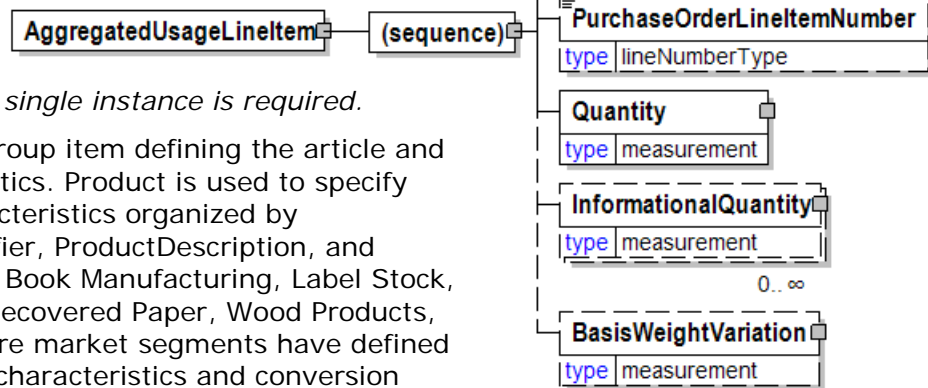 AggregatedUsageLineItem
(sequence)
PurchaseOrderLineItemNumber
type lineNumberType
single instance is required.
roup item defining the article and
tics. Product is used to specify
acteristics organized by
fier, ProductDescription, and
Book Manufacturing, Label Stock,
ecovered Paper, Wood Products,
re market segments have defined
characteristics and conversion
Quantity
type measurement
InformationalQuantity
type measurement
0.. ∞
BasisWeightVariation
type measurement